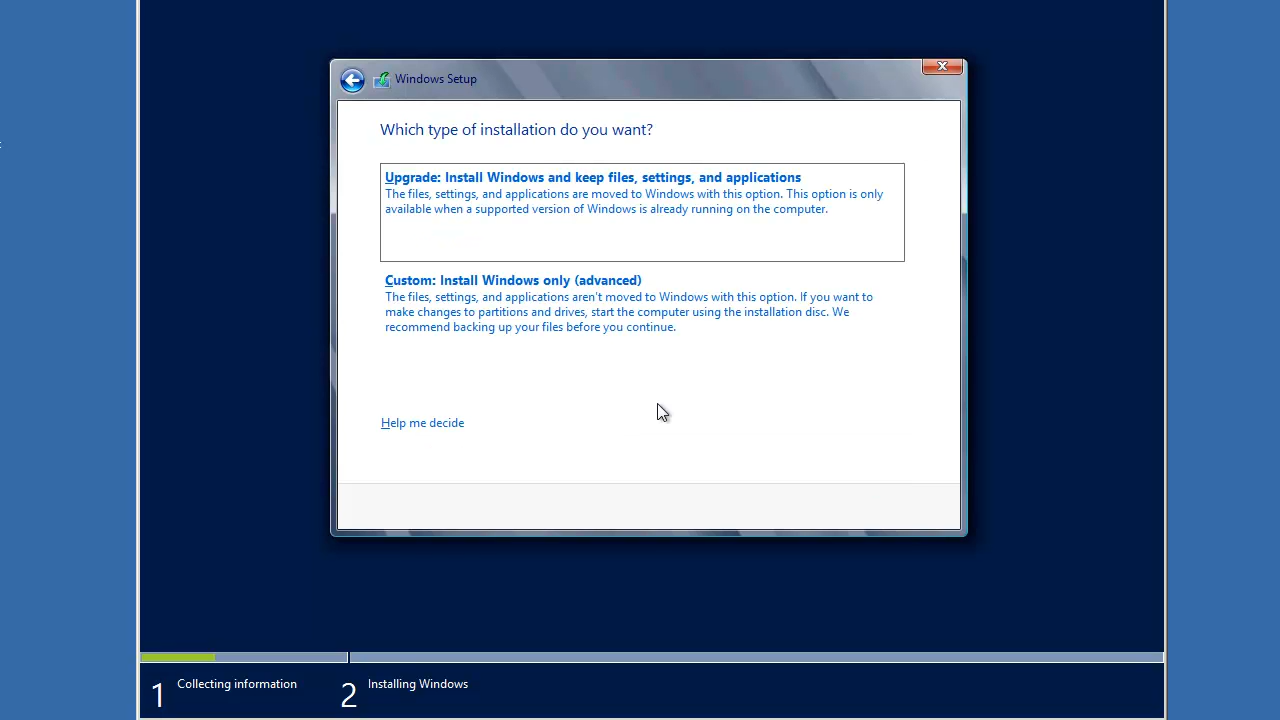 Windows Setup
Which type of installation do you want?
Upgrade: Install Windows and keep files, settings, and applications
The files, settings, and applications are moved to Windows with this option. This option is only
available when a supported version of Windows is already running on the computer.
Custom: Install Windows only (advanced)
The files, settings, and applications aren't moved to Windows with this option. If you want to
make changes to partitions and drives, start the computer using the installation disc. We
recommend backing up your files before you continue.
Help me decide
1 Collecting information
2 Installing Windows